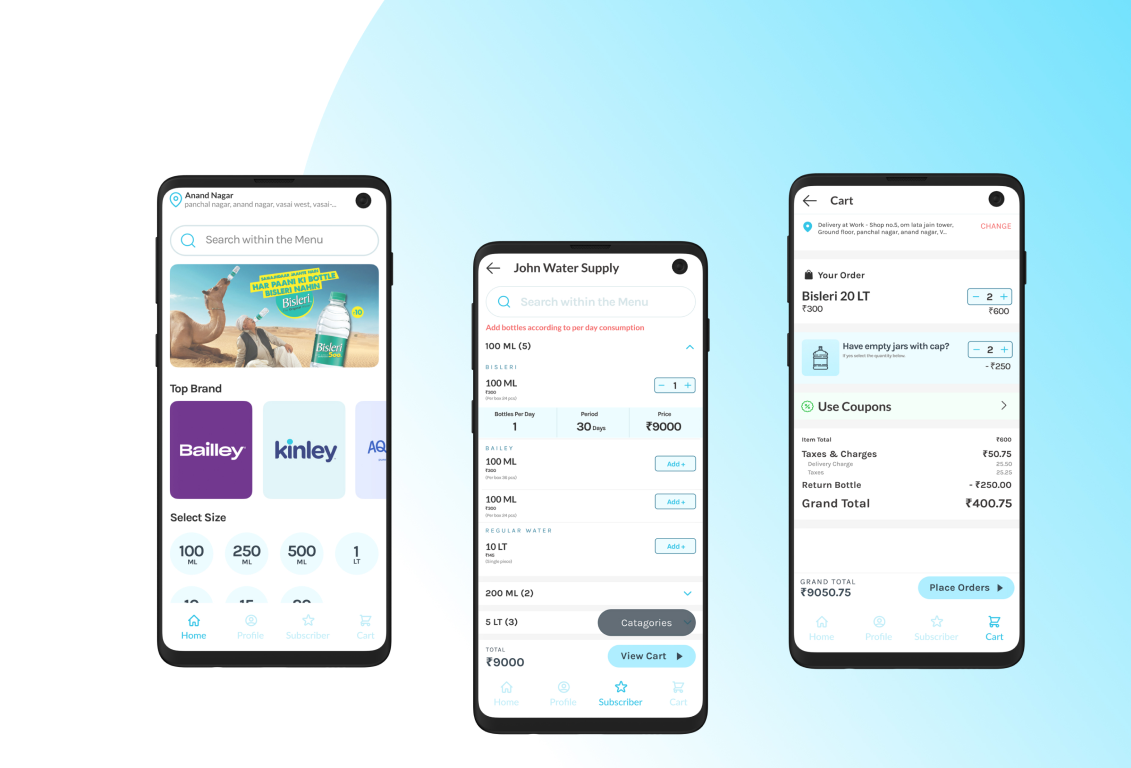 Anand Nagar
panchal nagar, anand nagar, vasai west, vasai-...
Search within the Menu
HAR PAANI KI BOTTLE
BISLERI NAHIN
Bisleri
₹10
Bisleri
500
Top Brand
Bailley
kinley
AQ
Select Size
100
ML
250
ML
500
ML
1
LT
Home
Profile
Subscriber
Cart
John Water Supply
Search within the Menu
Add bottles according to per day consumption
100 ML (5)
BISLERI
100 ML
₹300
(Per box 24 pcs)
− 1 +
Bottles Per Day
1
Period
30 Days
Price
₹9000
BAILEY
100 ML
₹300
Add +
100 ML
₹300
Add +
REGULAR WATER
10 LT
(Single piece)
Add +
200 ML (2)
5 LT (3)
Catagories
TOTAL
₹9000
View Cart
Home
Profile
Subscriber
Cart
Cart
Delivery at Work - Shop no.5, om lata jain tower,
Ground floor, panchal nagar, anand nagar, V...
CHANGE
Your Order
Bisleri 20 LT
₹300
− 2 +
₹600
Have empty jars with cap?
If you select the quantity below
− 2 +
- ₹250
Use Coupons
Item Total ₹600
Taxes & Charges ₹50.75
Delivery Charge 25.50
Taxes 25.25
Return Bottle - ₹250.00
Grand Total ₹400.75
GRAND TOTAL
₹9050.75
Place Orders
Home
Profile
Subscriber
Cart